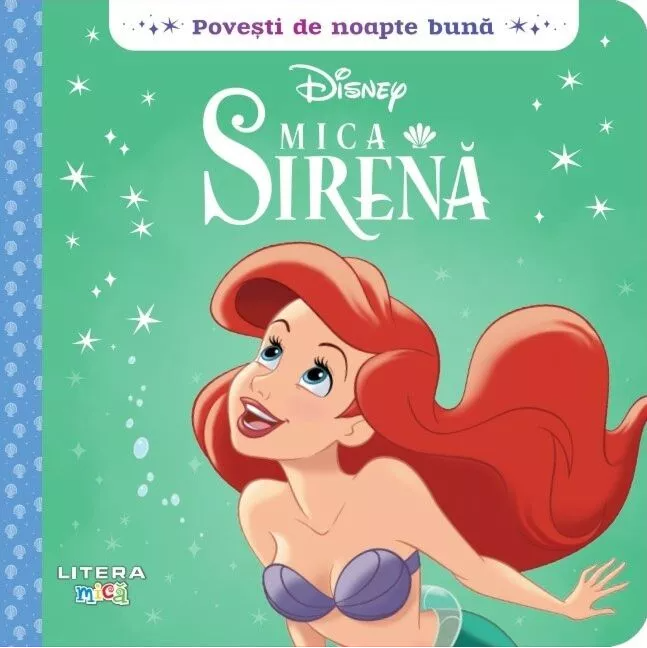 Povești de noapte bună
Disney
MICA
SIRENĂ
LITERA
mică